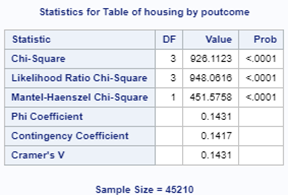 Statistics for Table of housing by poutcome
Statistic DF Value Prob
Chi-Square 3 926.1123 <.0001
Likelihood Ratio Chi-Square 3 948.0616 <.0001
Mantel-Haenszel Chi-Square 1 451.5758 <.0001
Phi Coefficient 0.1431
Contingency Coefficient 0.1417
Cramer's V 0.1431
Sample Size = 45210